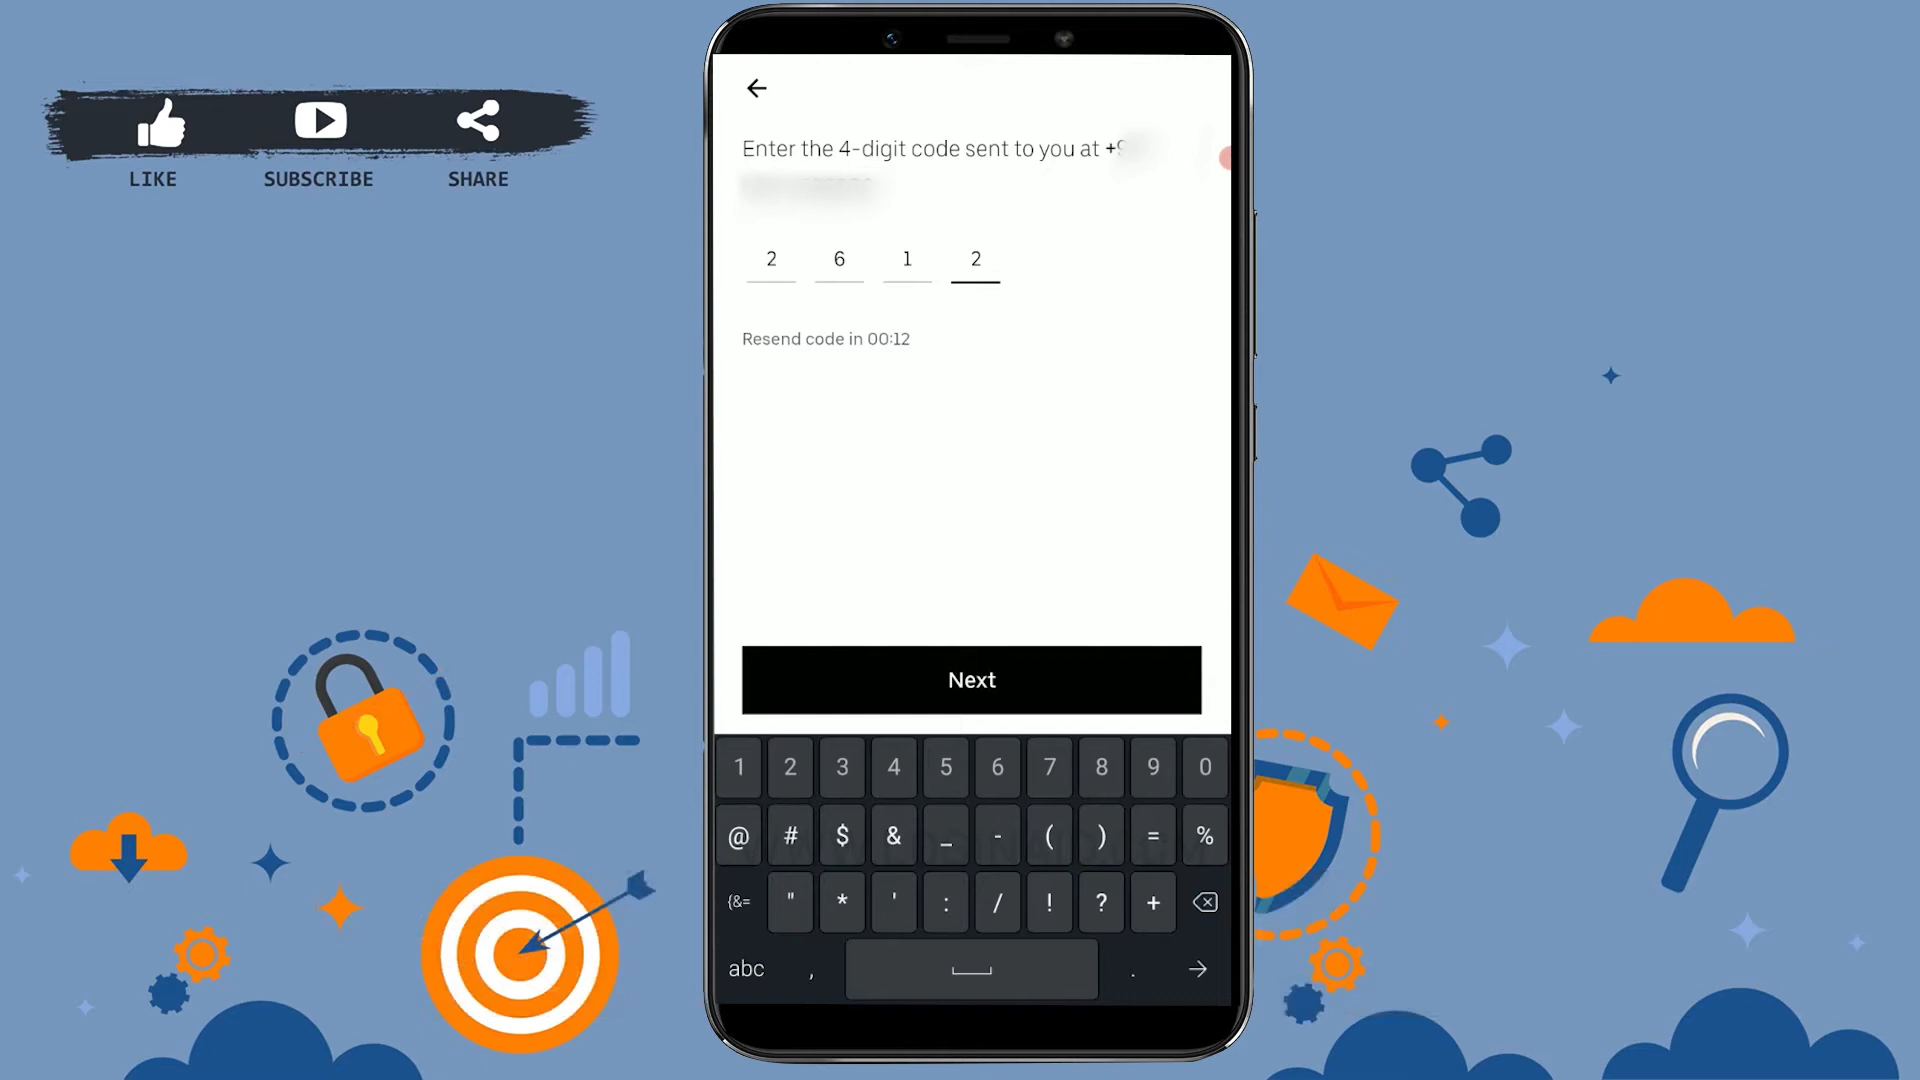 LIKE SUBSCRIBE SHARE
Enter the 4-digit code sent to you at
2 6 1 2
Resend code in 00:12
Next
1 2 3 4 5 6 7 8 9 0
@ # $ & _ - ( ) = %
{&= " * ' : / ! ? +
abc , .